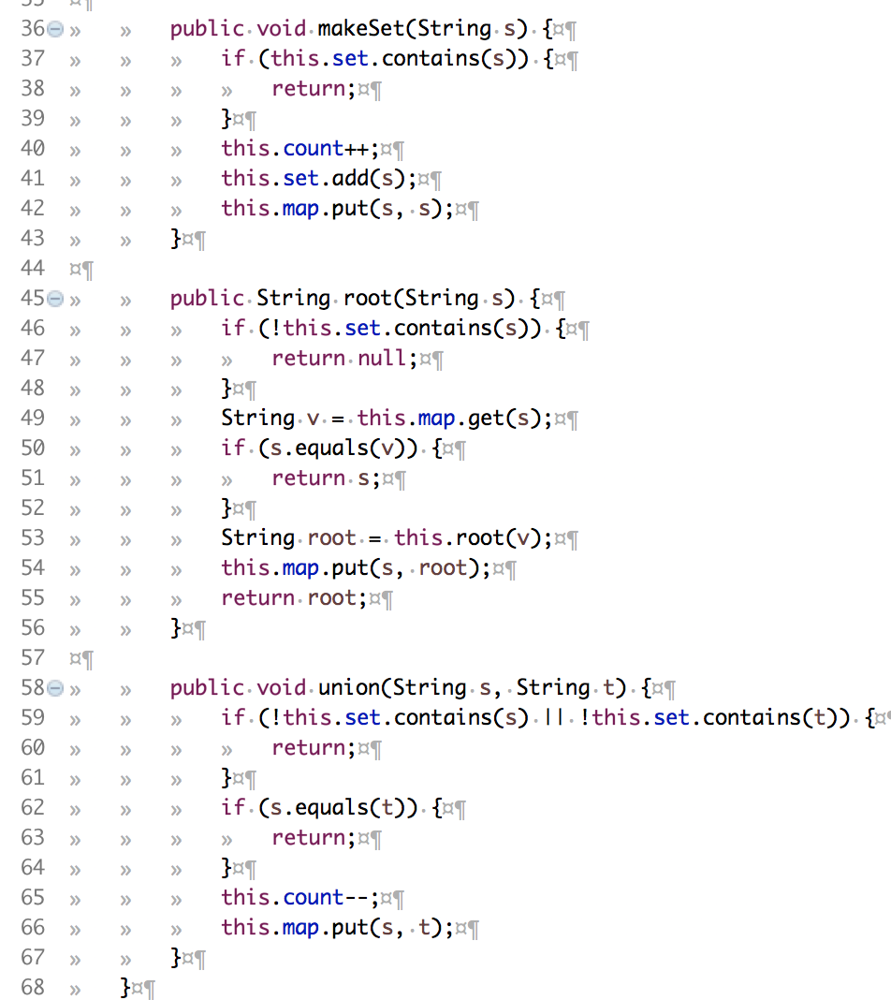 36 » » public·void·makeSet(String·s)·{¤¶
37 » » » if·(this.set.contains(s))·{¤¶
38 » » » » return;¤¶
39 » » » }¤¶
40 » » » this.count++;¤¶
41 » » » this.set.add(s);¤¶
42 » » » this.map.put(s,·s);¤¶
43 » » }¤¶
44 ¤¶
45 » » public·String·root(String·s)·{¤¶
46 » » » if·(!this.set.contains(s))·{¤¶
47 » » » » return·null;¤¶
48 » » » }¤¶
49 » » » String·v·=·this.map.get(s);¤¶
50 » » » if·(s.equals(v))·{¤¶
51 » » » » return·s;¤¶
52 » » » }¤¶
53 » » » String·root·=·this.root(v);¤¶
54 » » » this.map.put(s,·root);¤¶
55 » » » return·root;¤¶
56 » » }¤¶
57 ¤¶
58 » » public·void·union(String·s,·String·t)·{¤¶
59 » » » if·(!this.set.contains(s)·||·!this.set.contains(t))·{¤¶
60 » » » » return;¤¶
61 » » » }¤¶
62 » » » if·(s.equals(t))·{¤¶
63 » » » » return;¤¶
64 » » » }¤¶
65 » » » this.count--;¤¶
66 » » » this.map.put(s,·t);¤¶
67 » » }¤¶
68 » }¤¶